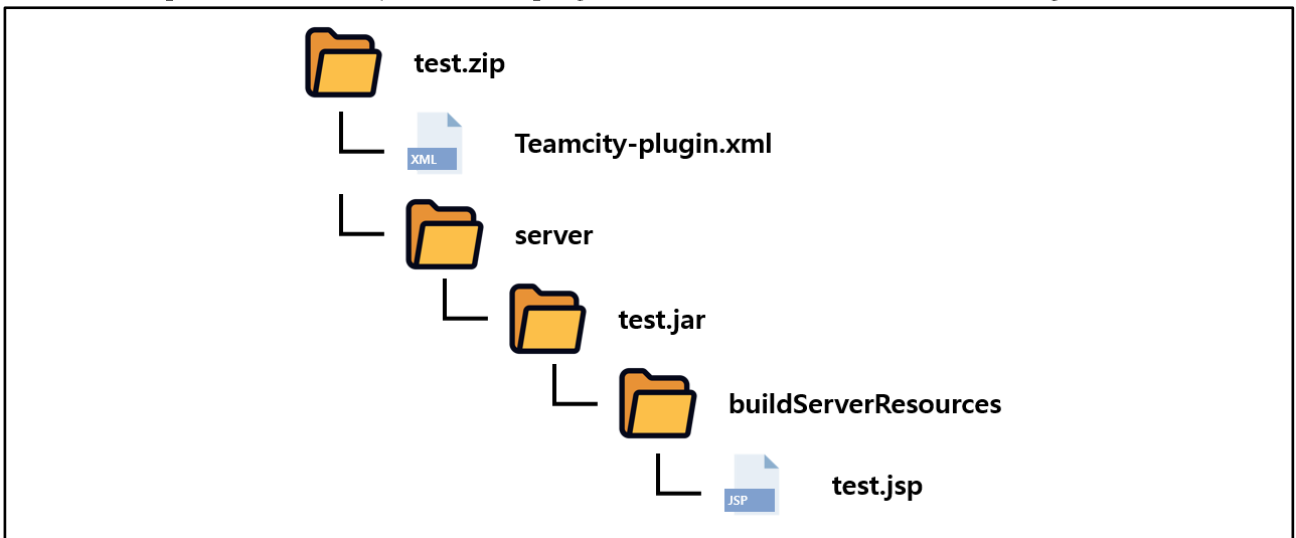 test.zip
XML
Teamcity-plugin.xml
server
test.jar
buildServerResources
JSP
test.jsp